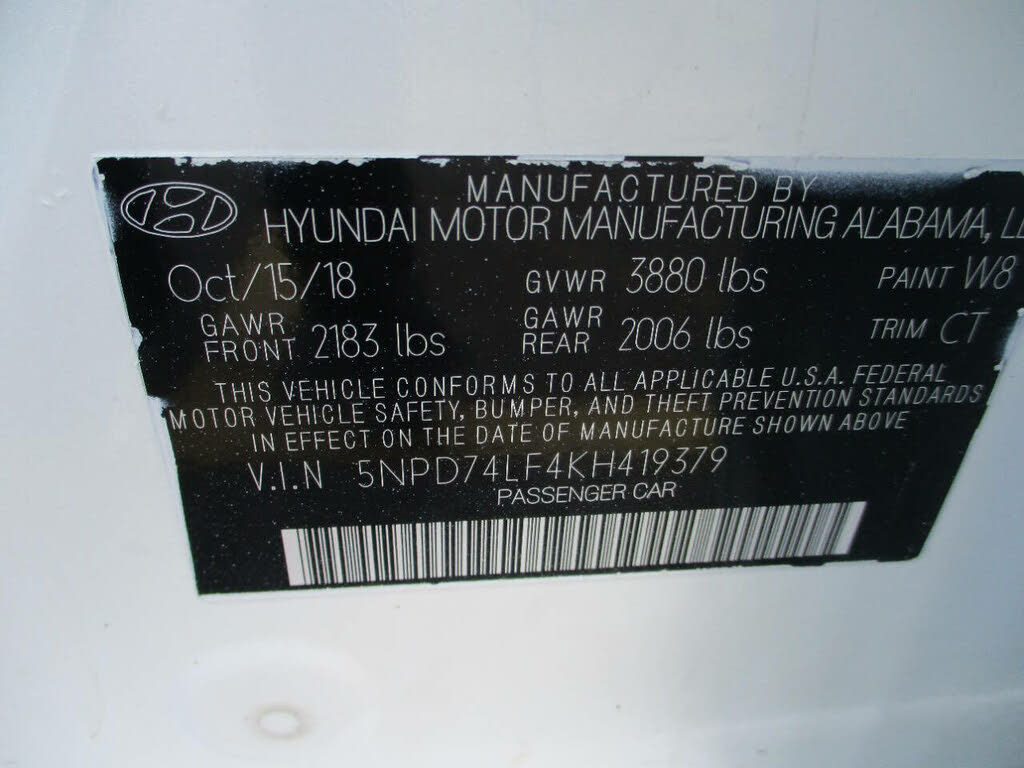 MANUFACTURED BY
HYUNDAI MOTOR MANUFACTURING ALABAMA,
Oct/15/18 GVWR 3880 lbs PAINT W8
GAWR FRONT 2183 lbs GAWR REAR 2006 lbs TRIM CT
THIS VEHICLE CONFORMS TO ALL APPLICABLE U.S.A. FEDERAL
MOTOR VEHICLE SAFETY, BUMPER, AND THEFT PREVENTION STANDARDS
IN EFFECT ON THE DATE OF MANUFACTURE SHOWN ABOVE
V.I.N 5NPD74LF4KH419379
PASSENGER CAR